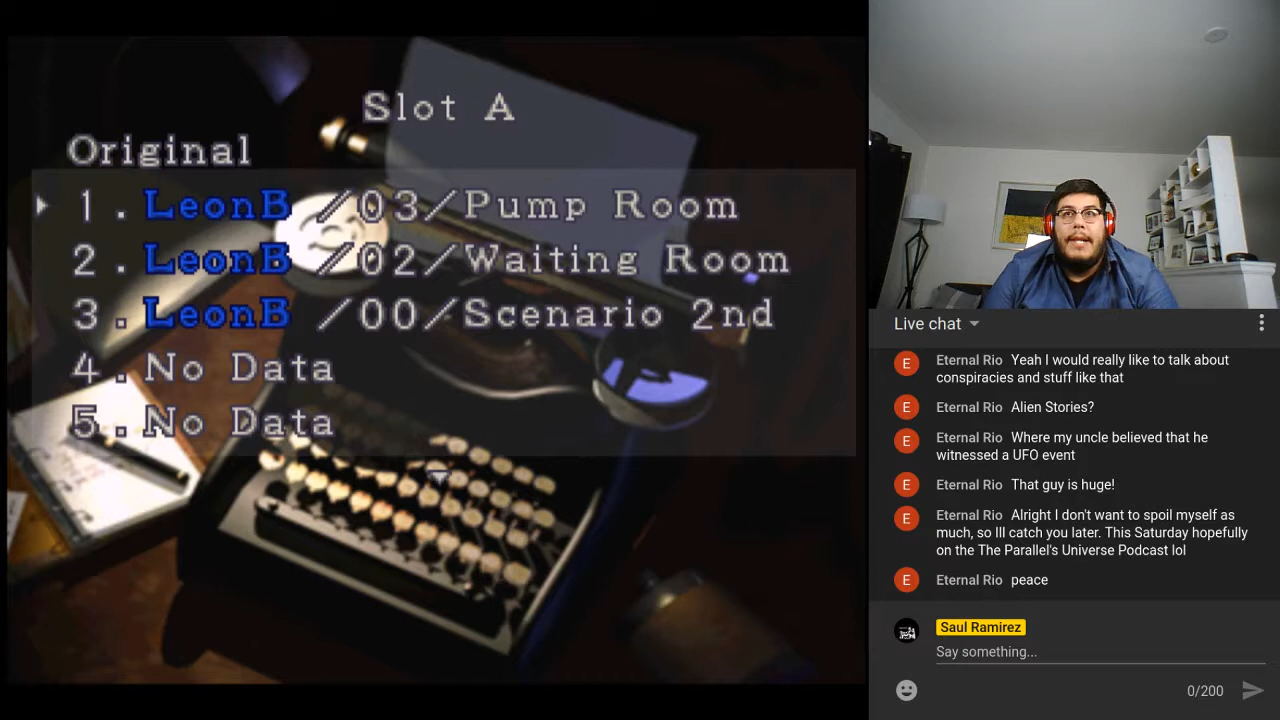 Slot A
Original
1. LeonB /03/Pump Room
2. LeonB /02/Waiting Room
3. LeonB /00/Scenario 2nd
4. No Data
5. No Data
Live chat
E Eternal Rio Yeah I would really like to talk about
conspiracies and stuff like that
E Eternal Rio Alien Stories?
E Eternal Rio Where my uncle believed that he
witnessed a UFO event
E Eternal Rio That guy is huge!
E Eternal Rio Alright I don't want to spoil myself as
much, so Ill catch you later. This Saturday hopefully
on the The Parallel's Universe Podcast lol
E Eternal Rio peace
Saul Ramirez
Say something...
0/200